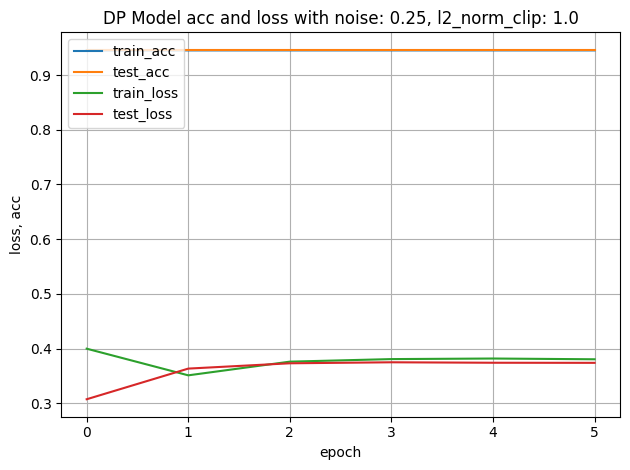 DP Model acc and loss with noise: 0.25, l2_norm_clip: 1.0
train_acc
test_acc
train_loss
test_loss
loss, acc
0.9
0.8
0.7
0.6
0.5
0.4
0.3
0 1 2 3 4 5
epoch